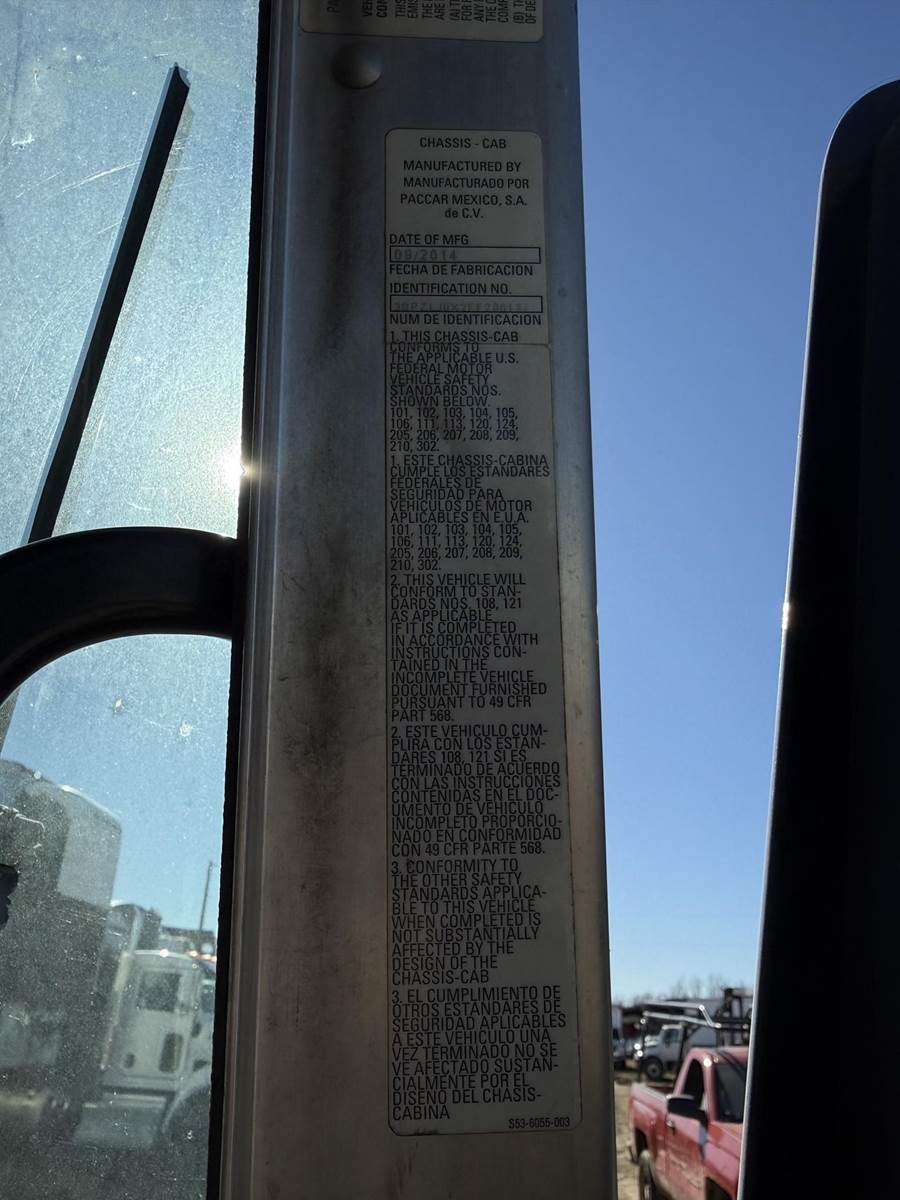 CHASSIS - CAB
MANUFACTURED BY
MANUFACTURADO POR
PACCAR MEXICO, S.A.
de C.V.
DATE OF MFG
09/2014
FECHA DE FABRICACION
IDENTIFICATION NO.
NUM DE IDENTIFICACION
1. THIS CHASSIS-CAB
CONFORMS TO
THE APPLICABLE U.S.
FEDERAL MOTOR
VEHICLE SAFETY
STANDARDS NOS.
SHOWN BELOW.
101, 102, 103, 104, 105,
106, 111, 113, 120, 124,
205, 206, 207, 208, 209,
210, 302.
1. ESTE CHASSIS-CABINA
CUMPLE LOS ESTANDARES
FEDERALES DE
SEGURIDAD PARA
VEHICULOS DE MOTOR
APLICABLES EN E.U.A.
101, 102, 103, 104, 105,
106, 111, 113, 120, 124,
205, 206, 207, 208, 209,
210, 302.
2. THIS VEHICLE WILL
CONFORM TO STAN-
DARDS NOS. 108, 121
AS APPLICABLE
IF IT IS COMPLETED
IN ACCORDANCE WITH
INSTRUCTIONS CON-
TAINED IN THE
INCOMPLETE VEHICLE
DOCUMENT FURNISHED
PURSUANT TO 49 CFR
PART 568.
2. ESTE VEHICULO CUM-
PLIRA CON LOS ESTAN-
DARES 108, 121 SI ES
TERMINADO DE ACUERDO
CON LAS INSTRUCCIONES
CONTENIDAS EN EL DOC-
UMENTO DE VEHICULO
INCOMPLETO PROPORCIO-
NADO EN CONFORMIDAD
CON 49 CFR PARTE 568.
3. CONFORMITY TO
THE OTHER SAFETY
STANDARDS APPLICA-
BLE TO THIS VEHICLE
WHEN COMPLETED IS
NOT SUBSTANTIALLY
AFFECTED BY THE
DESIGN OF THE
CHASSIS-CAB
3. EL CUMPLIMIENTO DE
OTROS ESTANDARES DE
SEGURIDAD APLICABLES
A ESTE VEHICULO UNA
VEZ TERMINADO NO SE
VE AFECTADO SUSTAN-
CIALMENTE POR EL
DISENO DEL CHASIS-
CABINA
S53-6055-003